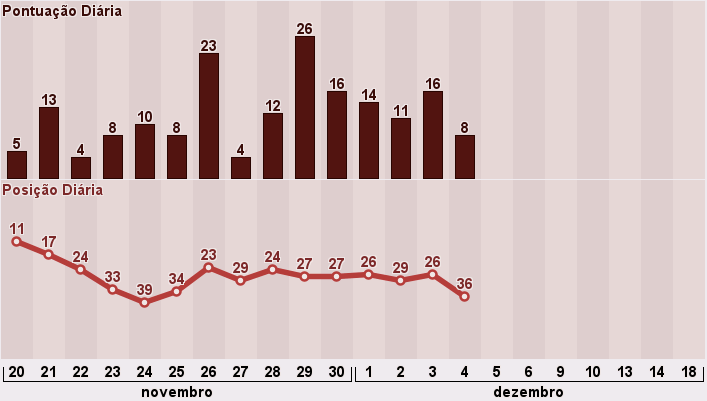 Pontuação Diária
5 13 4 8 10 8 23 4 12 26 16 14 11 16 8
Posição Diária
11 17 24 33 39 34 23 29 24 27 27 26 29 26 36
20 21 22 23 24 25 26 27 28 29 30 1 2 3 4 5 6 9 10 13 14 18
novembro dezembro